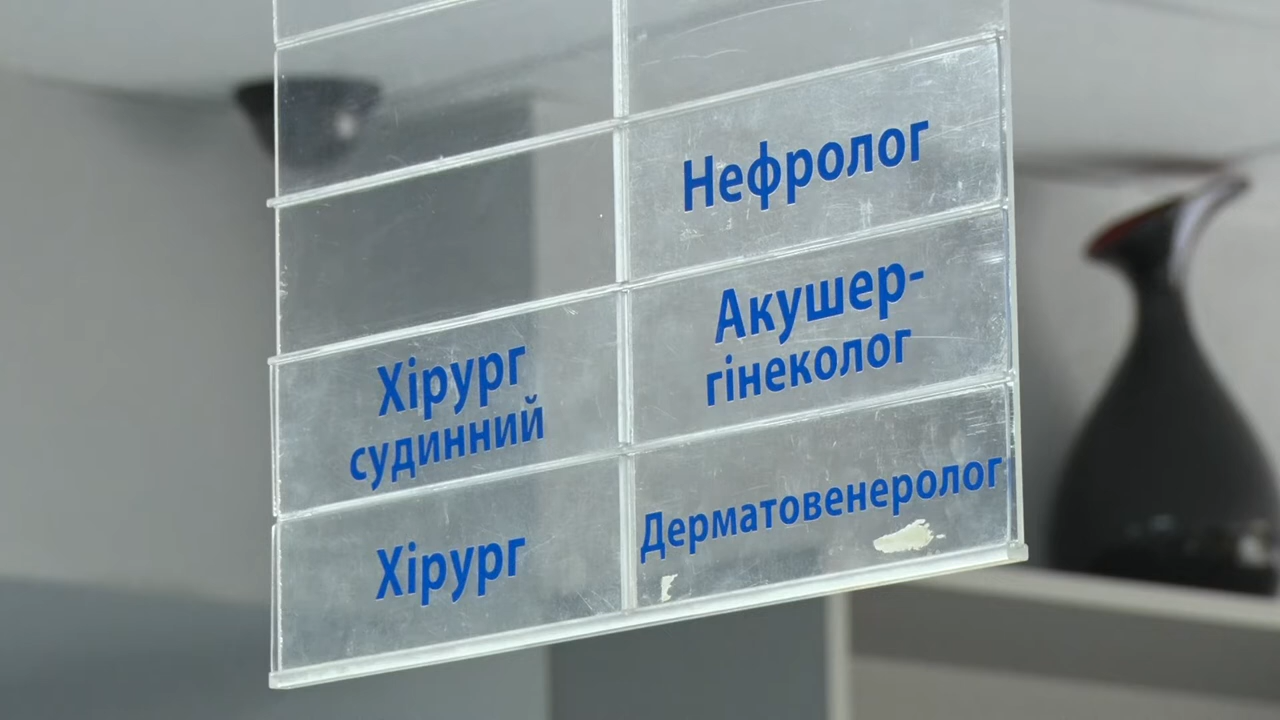 Нефролог
Акушер-
гінеколог
Хірург
судинний
Дерматовенеролог
Хірург